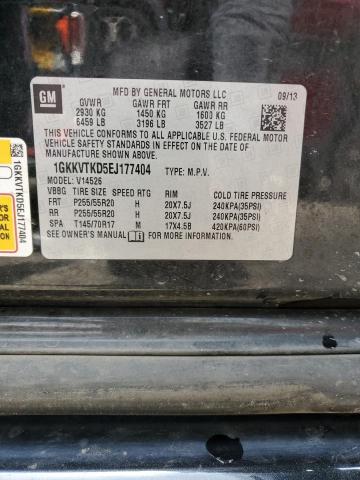 GM
MFD BY GENERAL MOTORS LLC
09/13
GVWR GAWR FRT GAWR RR
2930 KG 1450 KG 1600 KG
6459 LB 3196 LB 3527 LB
THIS VEHICLE CONFORMS TO ALL APPLICABLE U.S. FEDERAL MOTOR
VEHICLE SAFETY STANDARDS IN EFFECT ON THE DATE OF
MANUFACTURE SHOWN ABOVE.
1GKKVTKD5EJ177404 TYPE: M.P.V.
MODEL: V14526
VBBG TIRE SIZE SPEED RTG RIM COLD TIRE PRESSURE
FRT P255/55R20 H 20X7.5J 240KPA(35PSI)
RR P255/55R20 H 20X7.5J 240KPA(35PSI)
SPA T145/70R17 M 17X4.5B 420KPA(60PSI)
SEE OWNER'S MANUAL FOR MORE INFORMATION.
1GKKVTKD5EJ177404